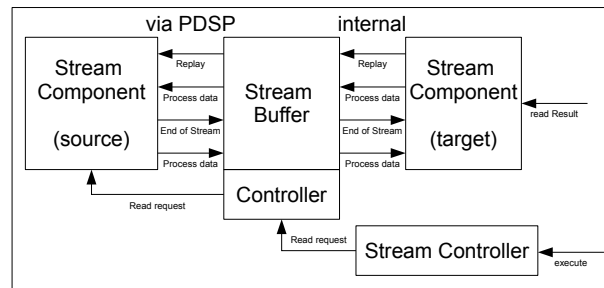 via PDSP
internal
Stream
Component
(source)
Replay
Process data
End of Stream
Process data
Stream
Buffer
Controller
Replay
Process data
End of Stream
Process data
Stream
Component
(target)
read Result
Read request
Read request
Stream Controller
execute